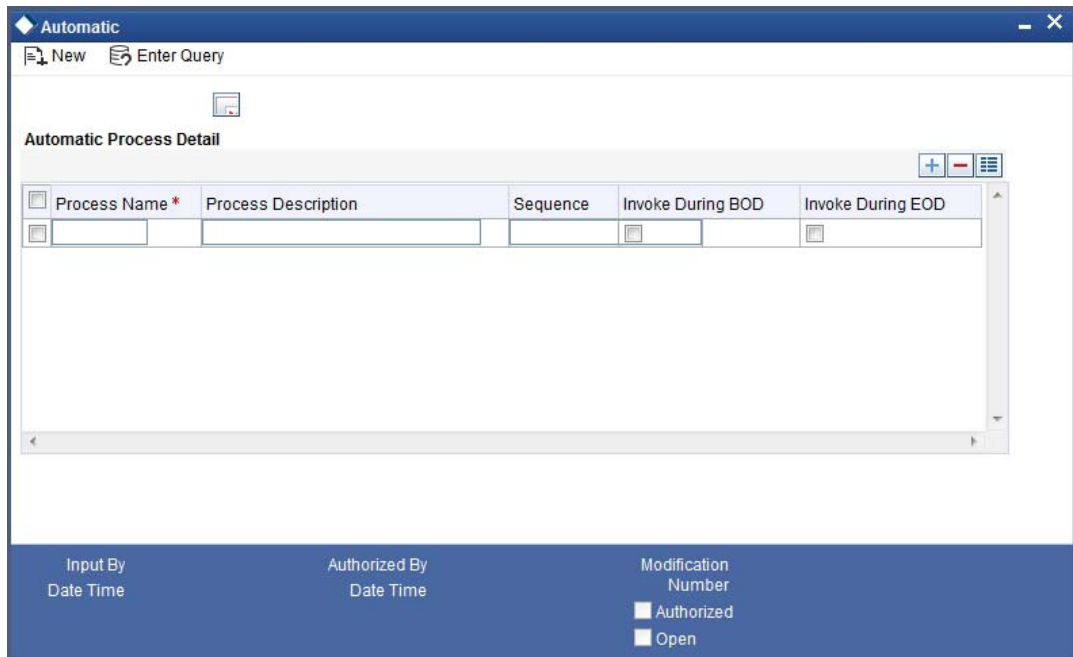 Automatic
New Enter Query
Automatic Process Detail
Process Name * Process Description Sequence Invoke During BOD Invoke During EOD
Input By Authorized By Modification
Number
Date Time Date Time
Authorized
Open